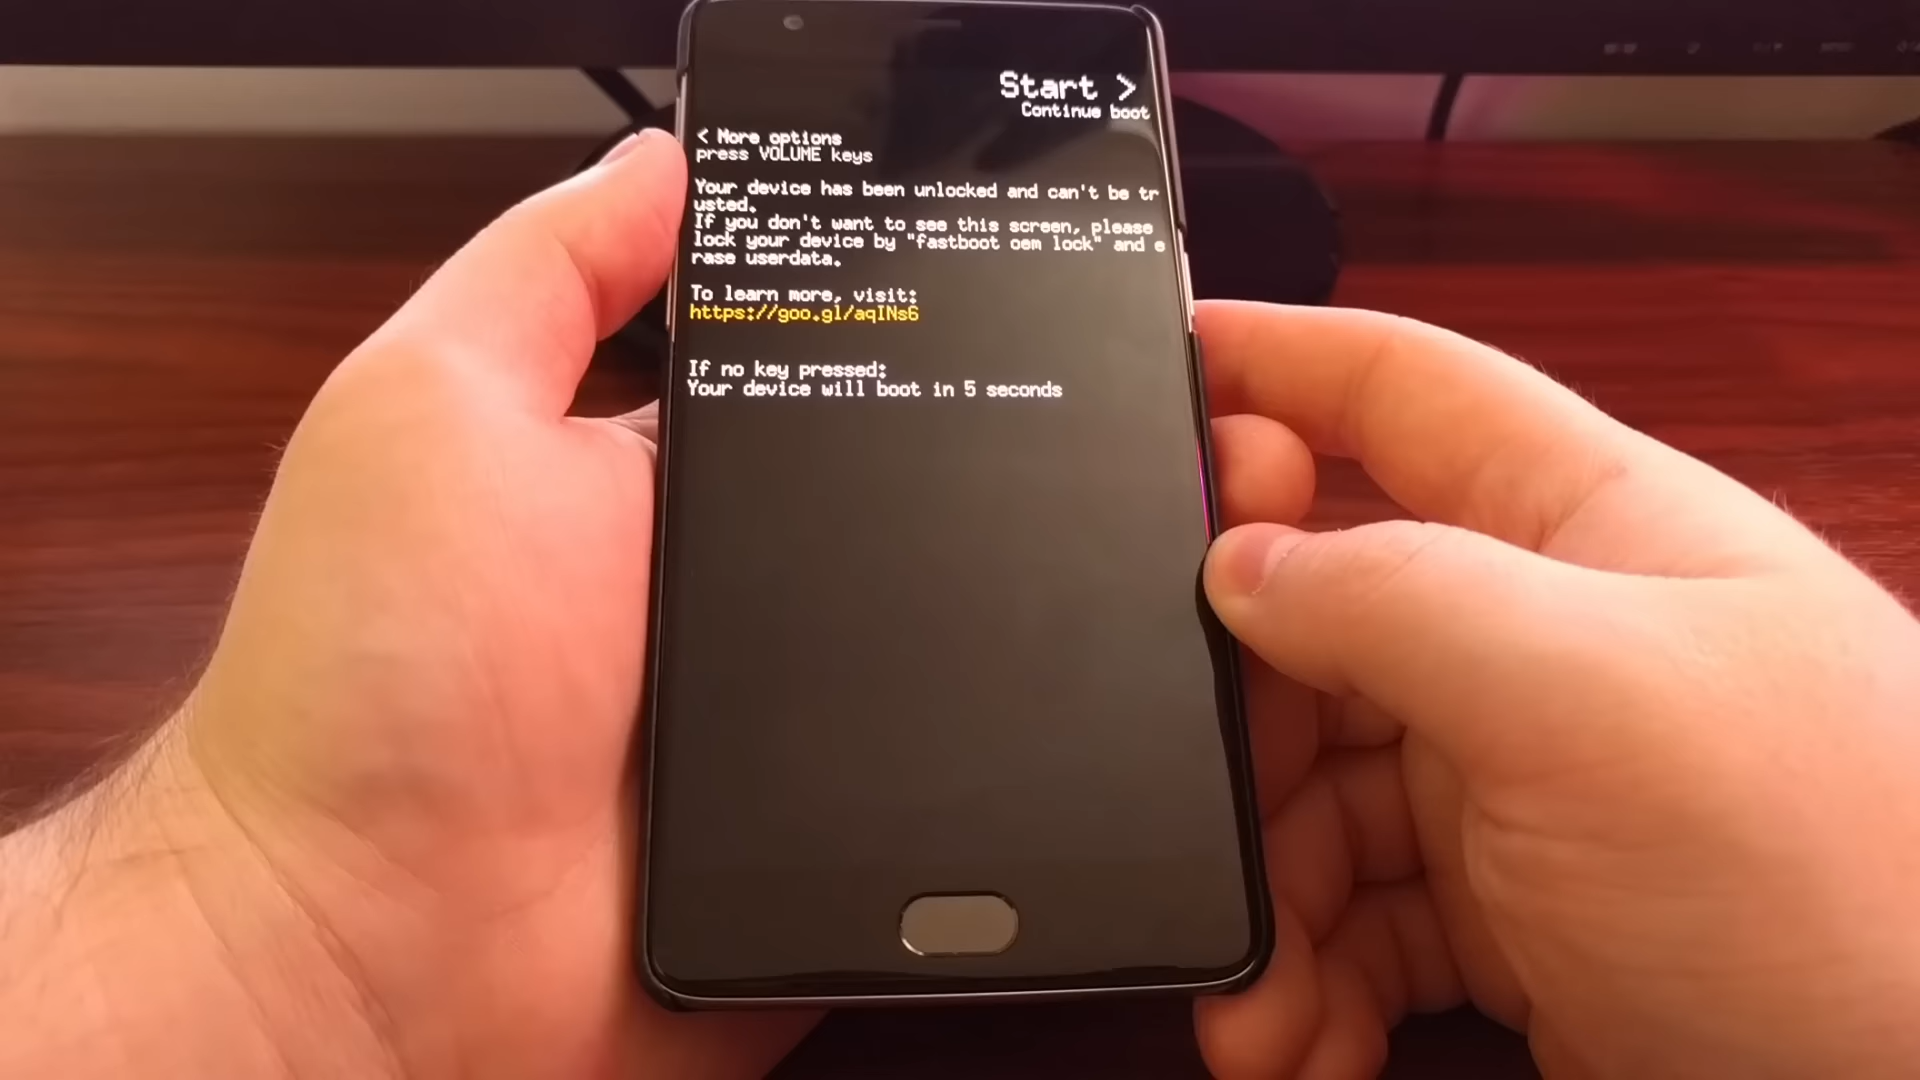 Start >
Continue boot
< More options
press VOLUME keys
Your device has been unlocked and can't be tr
usted.
If you don't want to see this screen, please
lock your device by "fastboot oem lock" and e
rase userdata.
To learn more, visit:
https://goo.gl/aqINs6
If no key pressed:
Your device will boot in 5 seconds